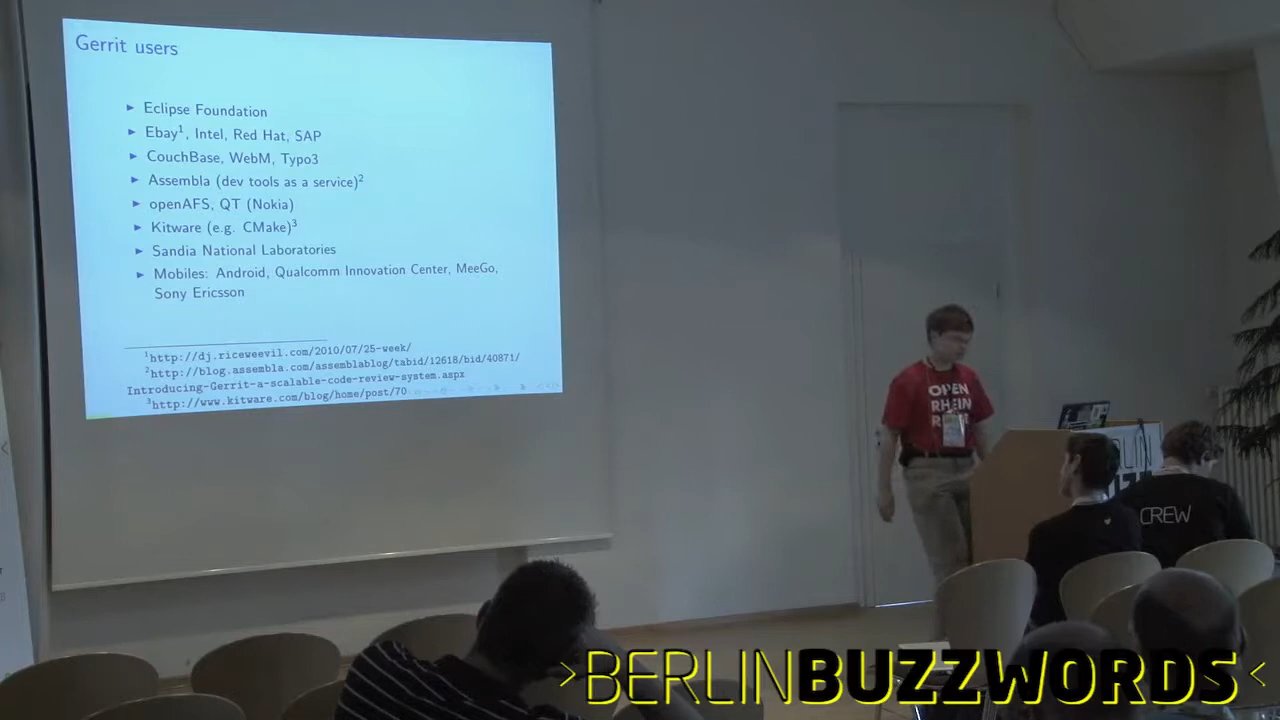 Gerrit users
▶ Eclipse Foundation
▶ Ebay¹, Intel, Red Hat, SAP
▶ CouchBase, WebM, Typo3
▶ Assembla (dev tools as a service)²
▶ openAFS, QT (Nokia)
▶ Kitware (e.g. CMake)³
▶ Sandia National Laboratories
▶ Mobiles: Android, Qualcomm Innovation Center, MeeGo,
Sony Ericsson
¹http://dj.riceweevil.com/2010/07/25-week/
²http://blog.assembla.com/assemblablog/tabid/12618/bid/40871/
Introducing-Gerrit-a-scalable-code-review-system.aspx
³http://www.kitware.com/blog/home/post/70
OPEN
RHEIN
CREW
>BERLINBUZZWORDS<